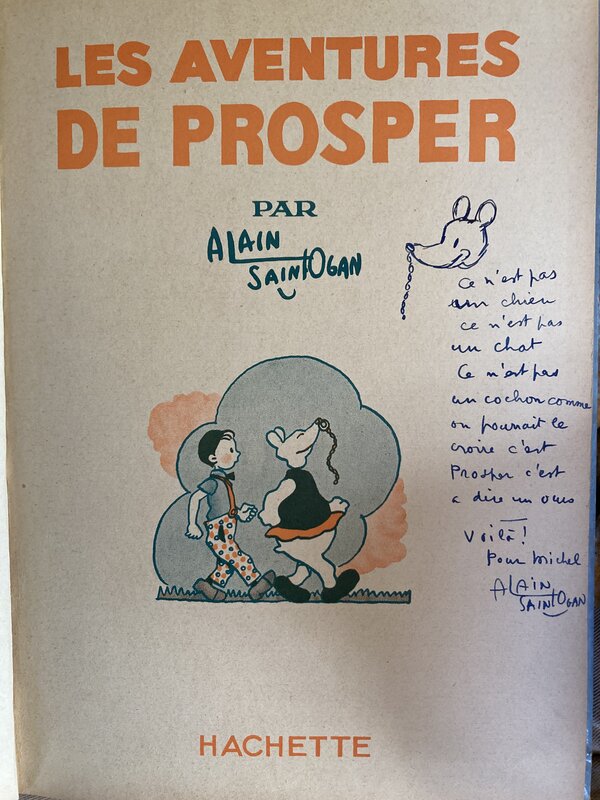 LES AVENTURES
DE PROSPER
PAR
ALAIN
SAINT OGAN
ce n'est pas
un chien
ce n'est pas
un chat
Ce n'est pas
un cochon comme
on pourrait le
croire c'est
Prosper c'est
a dire un ours
Voilà!
Pour Michel
ALAIN
SAINT OGAN
HACHETTE